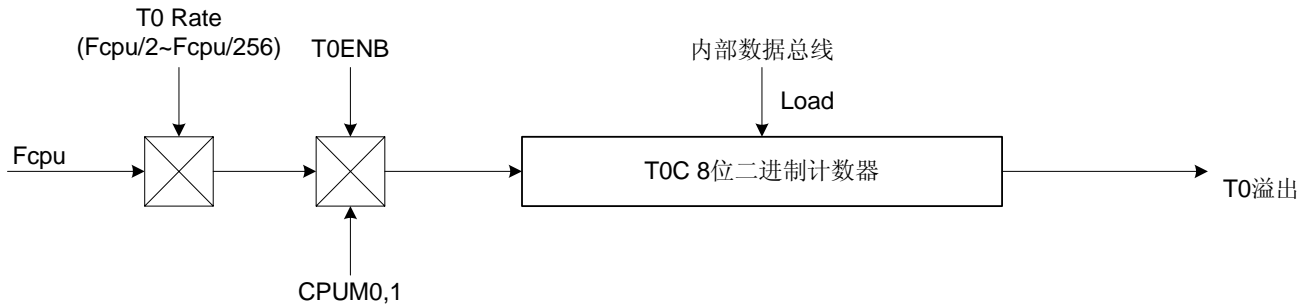 T0 Rate
(Fcpu/2~Fcpu/256)
T0ENB
内部数据总线
Load
Fcpu
T0C 8位二进制计数器
T0溢出
CPUM0,1